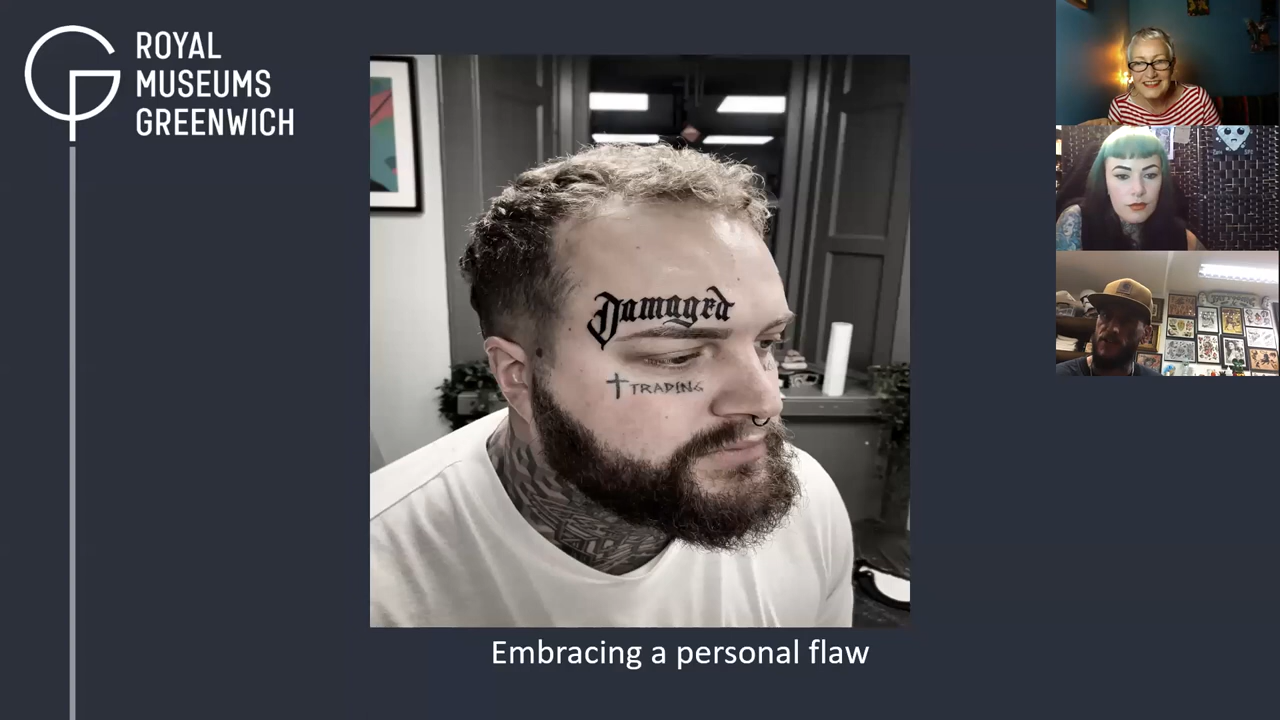 ROYAL
MUSEUMS
GREENWICH
Damaged
TRADING
Embracing a personal flaw